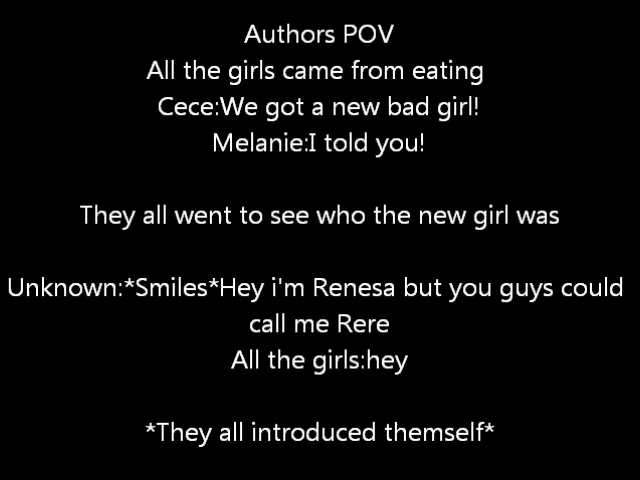 Authors POV
All the girls came from eating
Cece:We got a new bad girl!
Melanie:I told you!
They all went to see who the new girl was
Unknown:*Smiles*Hey i'm Renesa but you guys could
call me Rere
All the girls:hey
*They all introduced themself*